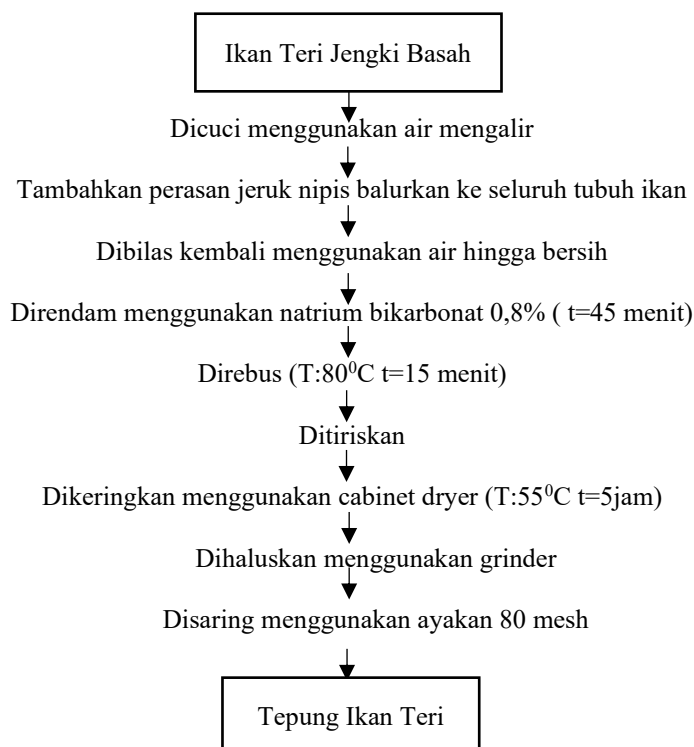 Ikan Teri Jengki Basah
Dicuci menggunakan air mengalir
Tambahkan perasan jeruk nipis balurkan ke seluruh tubuh ikan
Dibilas kembali menggunakan air hingga bersih
Direndam menggunakan natrium bikarbonat 0,8% ( t=45 menit)
Direbus (T:80⁰C t=15 menit)
Ditiriskan
Dikeringkan menggunakan cabinet dryer (T:55⁰C t=5jam)
Dihaluskan menggunakan grinder
Disaring menggunakan ayakan 80 mesh
Tepung Ikan Teri